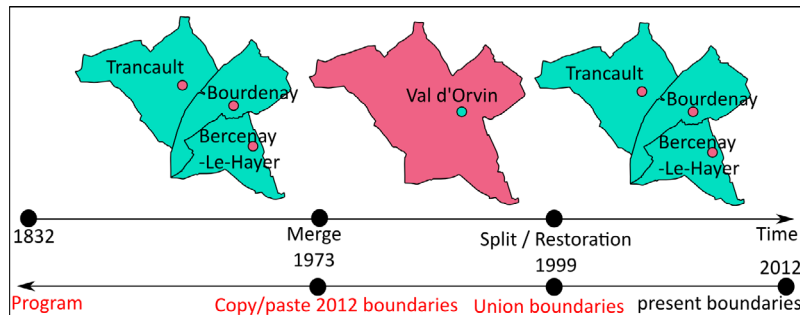 Trancault
Bourdenay
Bercenay
-Le-Hayer
Val d'Orvin
Trancault
Bourdenay
Bercenay
-Le-Hayer
1832
Merge
1973
Split / Restoration
1999
Time
2012
Program
Copy/paste 2012 boundaries
Union boundaries
present boundaries